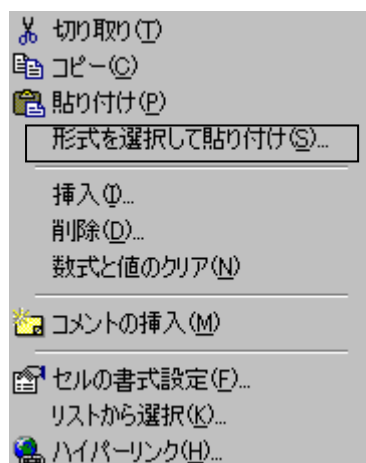 切り取り(T)
コピー(C)
貼り付け(P)
形式を選択して貼り付け(S)...
挿入(I)...
削除(D)...
数式と値のクリア(N)
コメントの挿入(M)
セルの書式設定(F)...
リストから選択(K)...
ハイパーリンク(H)...